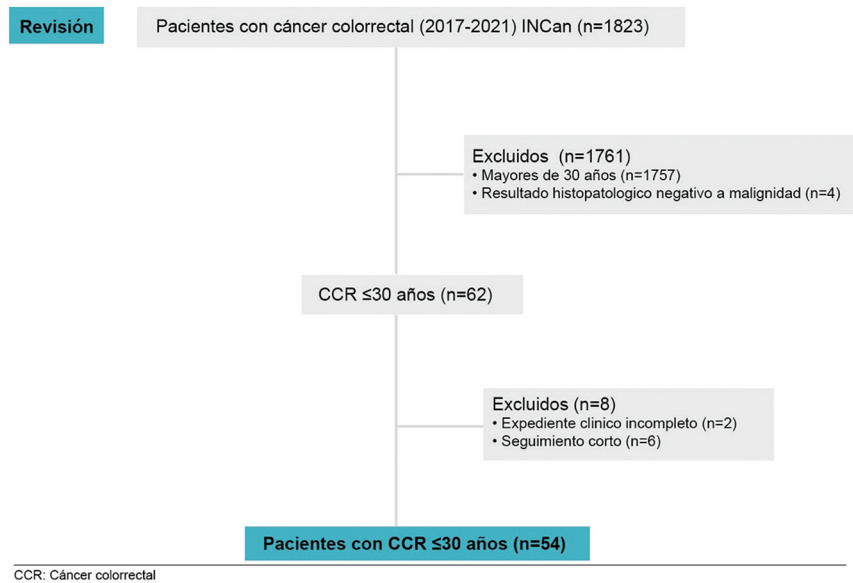 Revisión
Pacientes con cáncer colorrectal (2017-2021) INCan (n=1823)
Excluidos (n=1761)
• Mayores de 30 años (n=1757)
• Resultado histopatologico negativo a malignidad (n=4)
CCR ≤30 años (n=62)
Excluidos (n=8)
• Expediente clinico incompleto (n=2)
• Seguimiento corto (n=6)
Pacientes con CCR ≤30 años (n=54)
CCR: Cáncer colorrectal